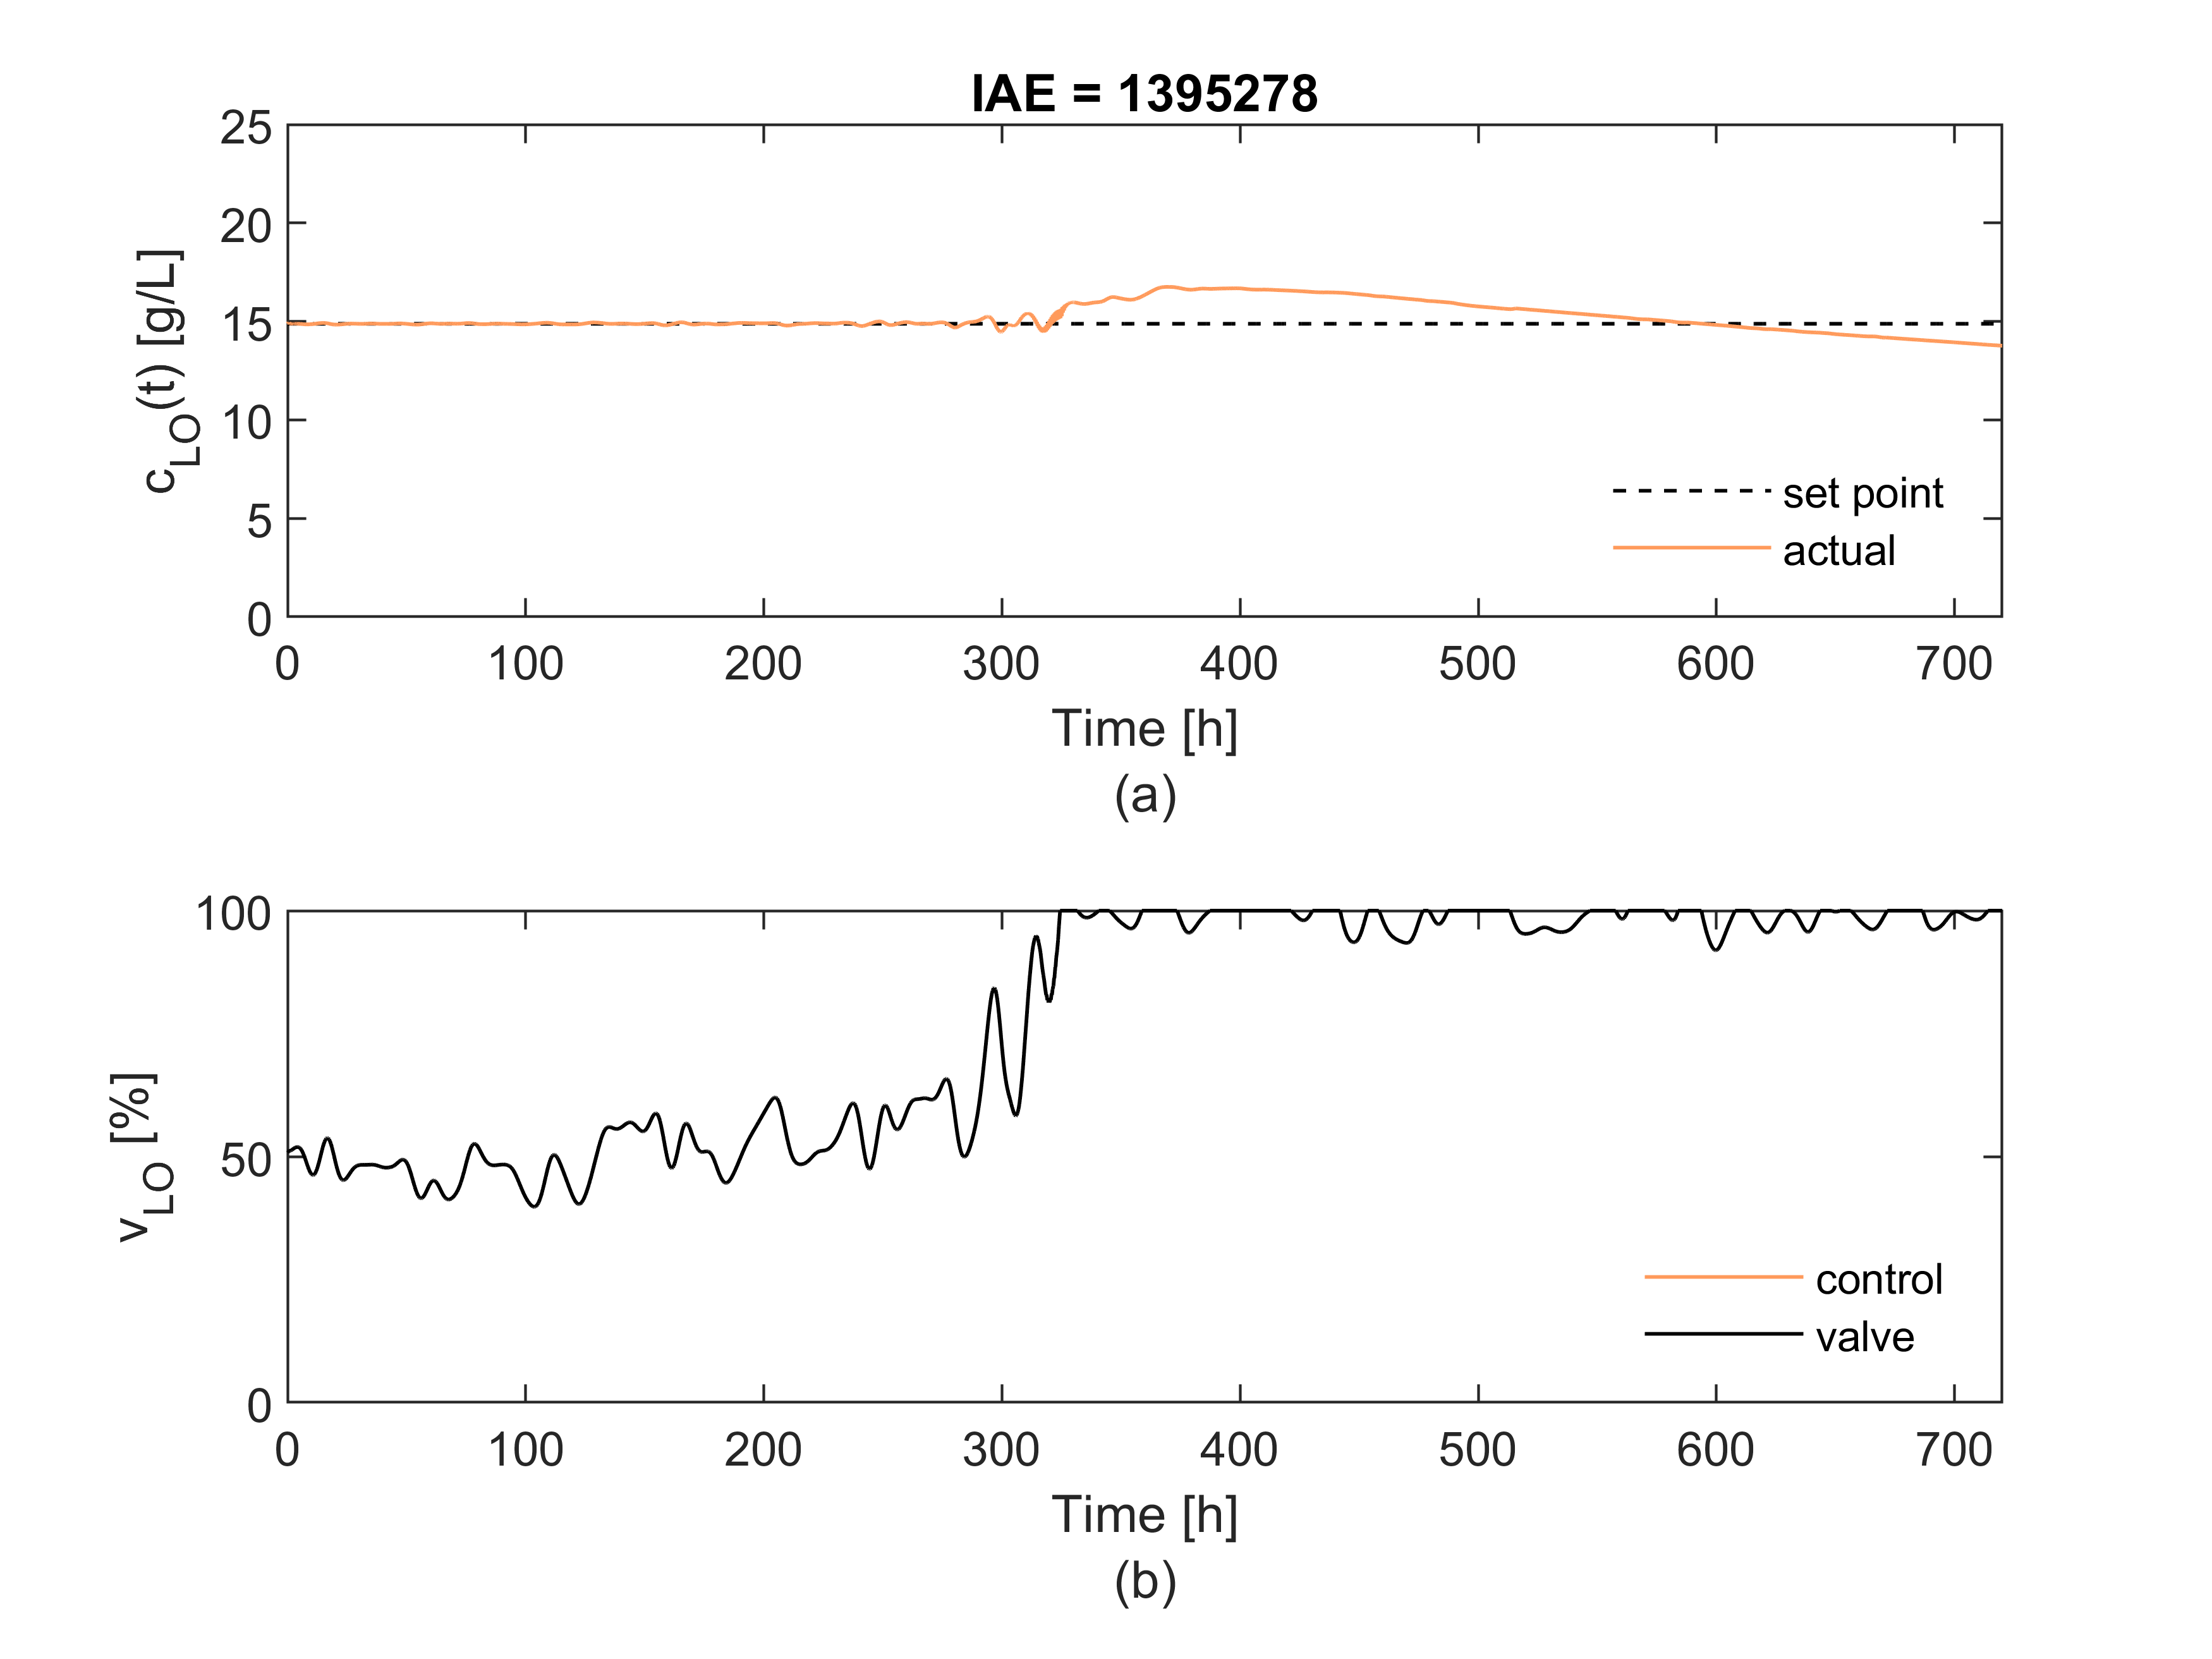 IAE = 1395278
25
20
15
10
5
0
c_LO(t) [g/L]
set point
actual
0 100 200 300 400 500 600 700
Time [h]
(a)
100
50
0
v_LO [%]
control
valve
0 100 200 300 400 500 600 700
Time [h]
(b)